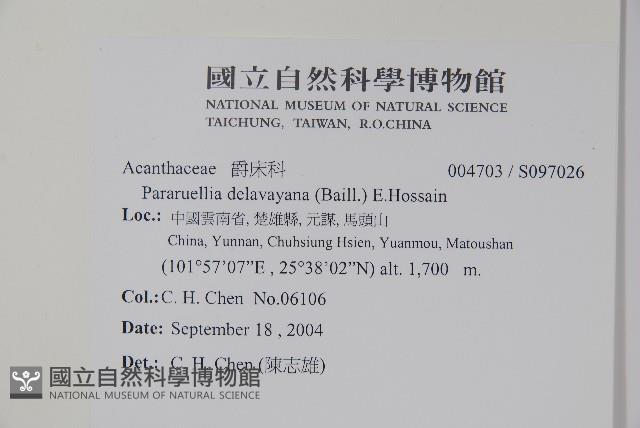 國立自然科學博物館
NATIONAL MUSEUM OF NATURAL SCIENCE
TAICHUNG, TAIWAN, R.O.CHINA
Acanthaceae 爵床科 004703 / S097026
Pararuellia delavayana (Baill.) E.Hossain
Loc.: 中國雲南省, 楚雄縣, 元謀, 馬頭山
China, Yunnan, Chuhsiung Hsien, Yuanmou, Matoushan
(101°57'07”E , 25°38'02”N) alt. 1,700 m.
Col.: C. H. Chen No.06106
Date: September 18 , 2004
Det.: C. H. Chen (陳志雄)
國立自然科學博物館
NATIONAL MUSEUM OF NATURAL SCIENCE